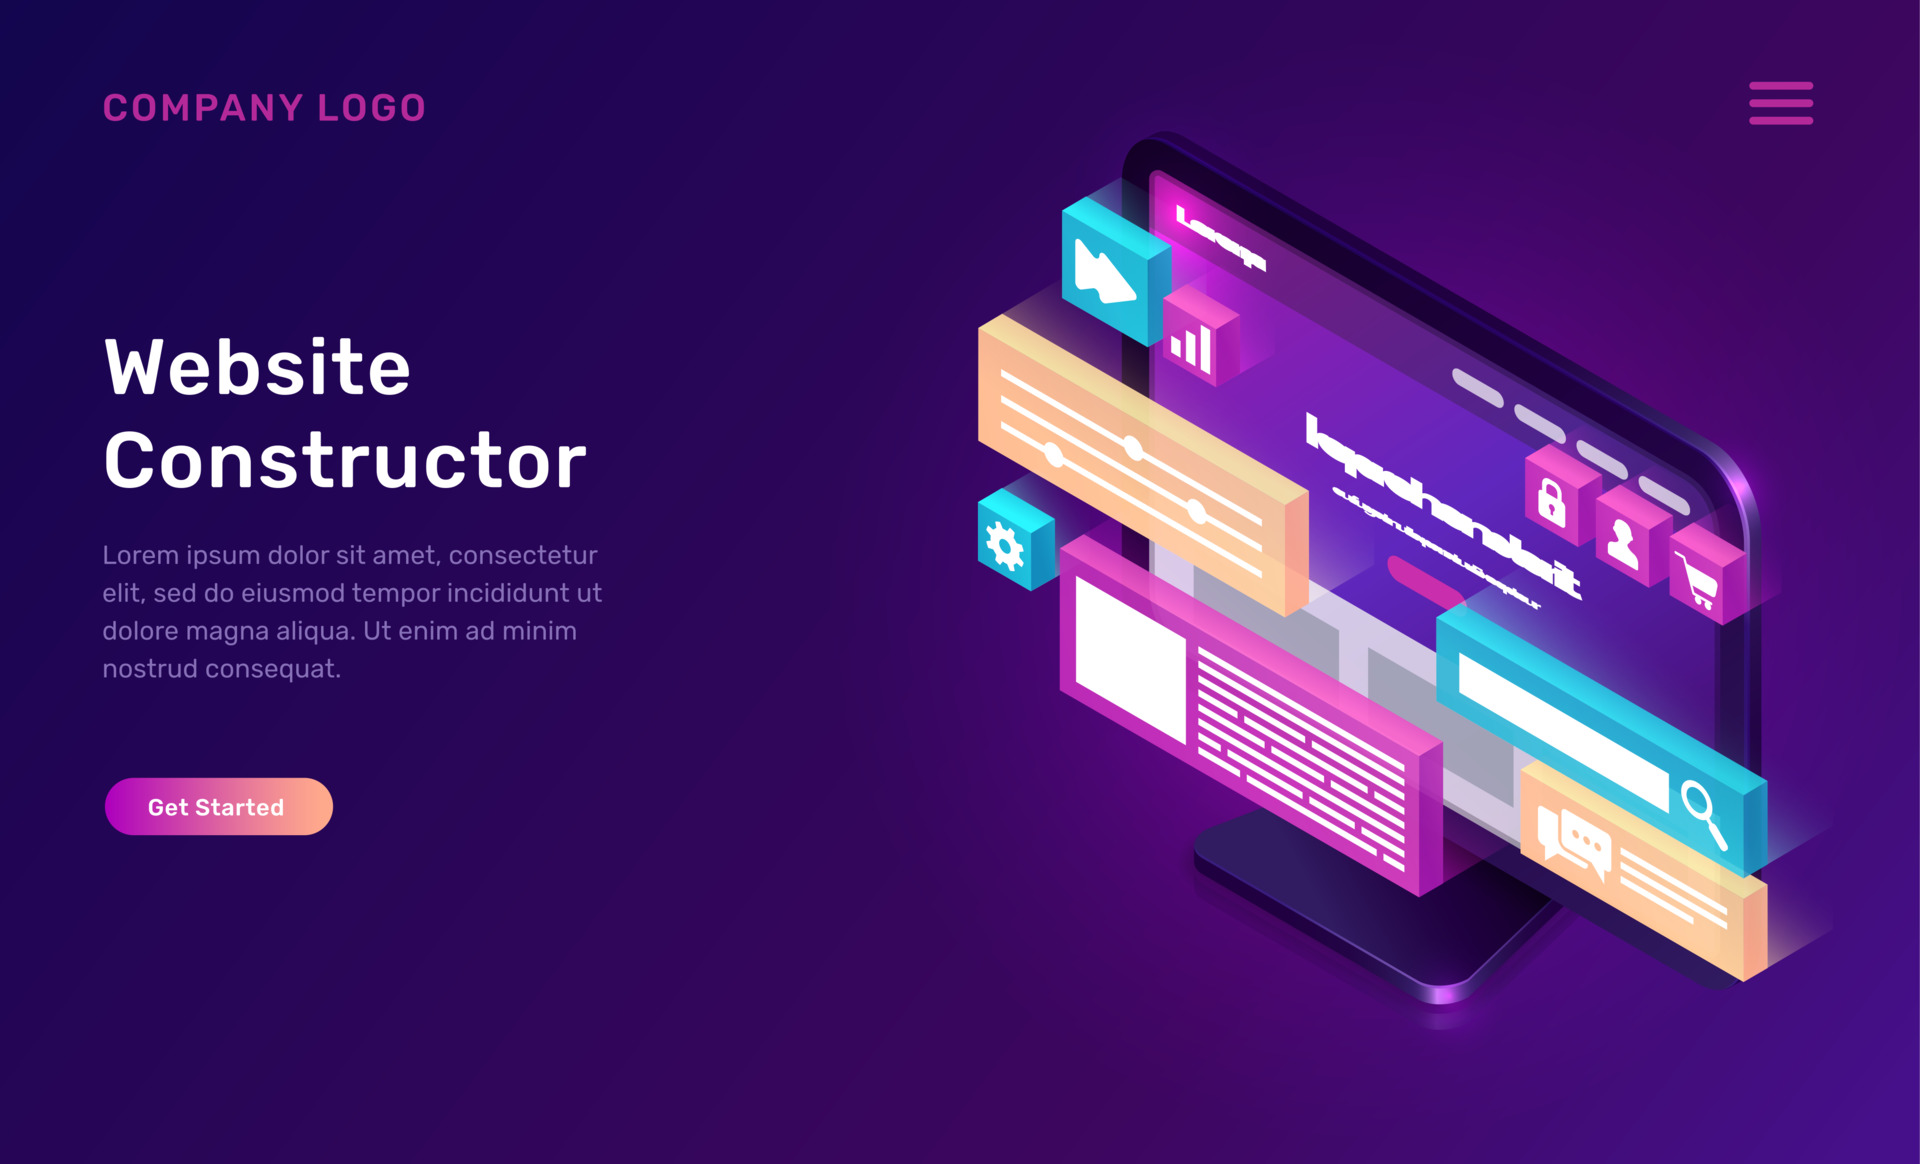 COMPANY LOGO
Website
Constructor
Lorem ipsum dolor sit amet, consectetur
elit, sed do eiusmod tempor incididunt ut
dolore magna aliqua. Ut enim ad minim
nostrud consequat.
Get Started